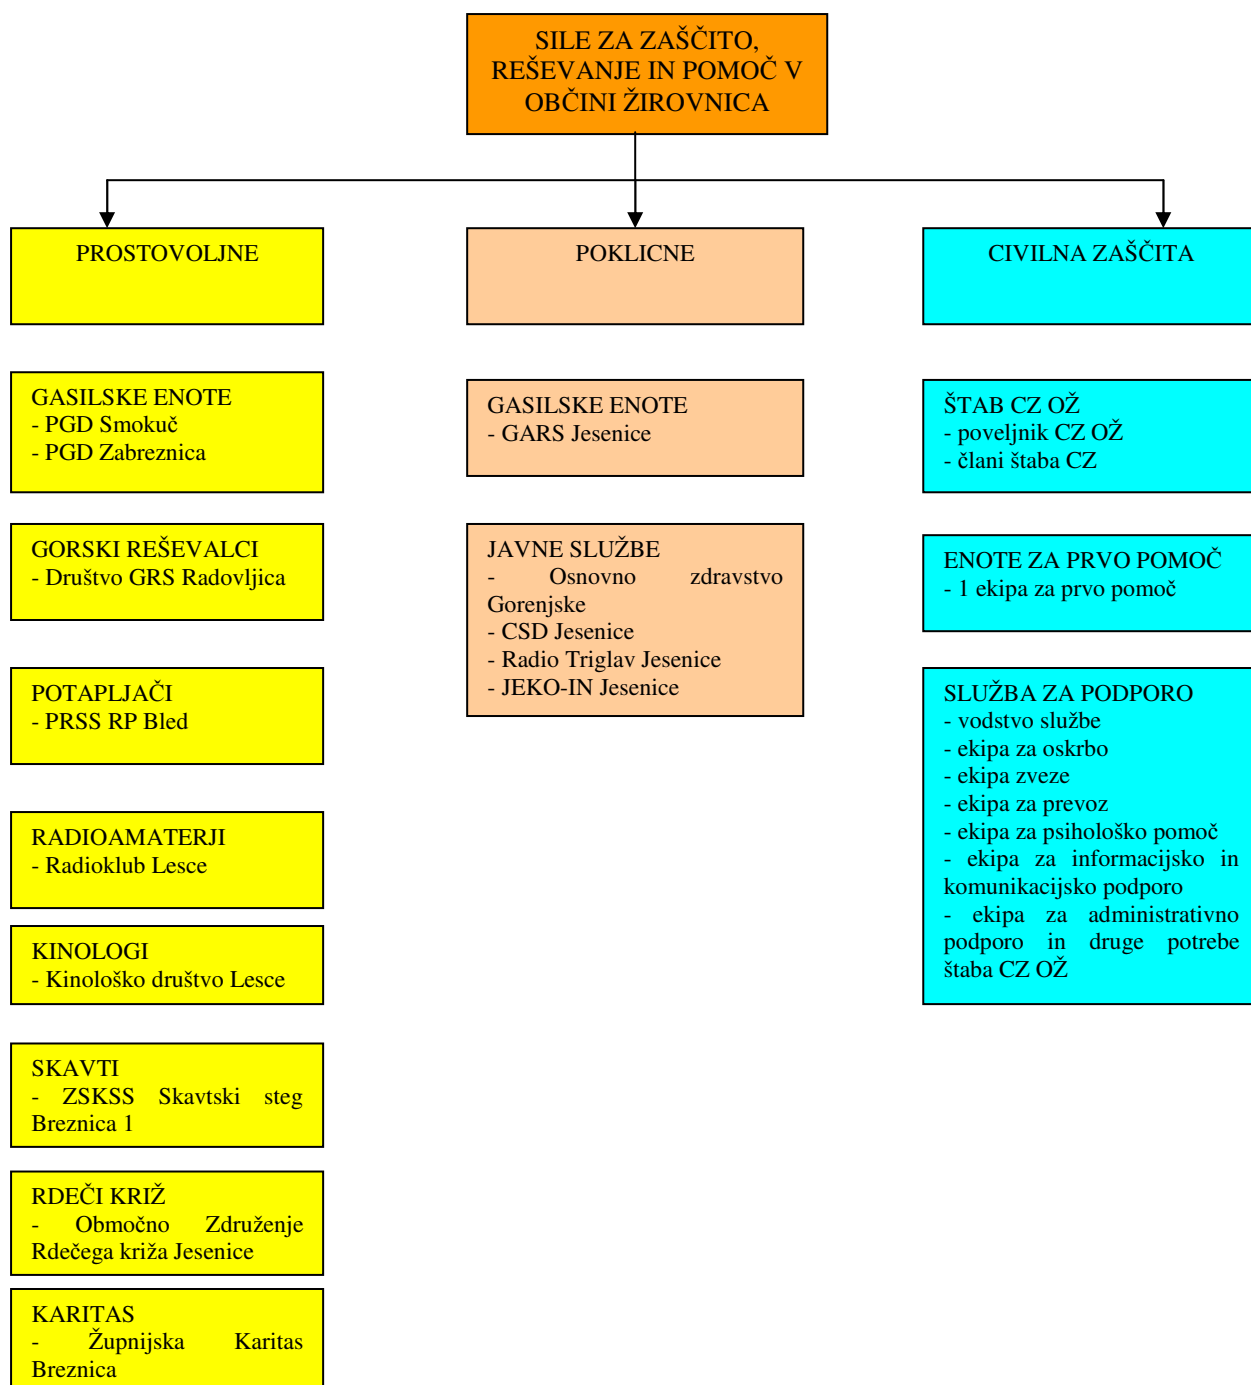 SILE ZA ZAŠČITO,
REŠEVANJE IN POMOČ V
OBČINI ŽIROVNICA
PROSTOVOLJNE
POKLICNE
CIVILNA ZAŠČITA
GASILSKE ENOTE
- PGD Smokuč
- PGD Zabreznica
GORSKI REŠEVALCI
- Društvo GRS Radovljica
POTAPLJAČI
- PRSS RP Bled
RADIOAMATERJI
- Radioklub Lesce
KINOLOGI
- Kinološko društvo Lesce
SKAVTI
- ZSKSS Skavtski steg
Breznica 1
RDEČI KRIŽ
- Območno Združenje
Rdečega križa Jesenice
KARITAS
- Župnijska Karitas
Breznica
GASILSKE ENOTE
- GARS Jesenice
JAVNE SLUŽBE
- Osnovno zdravstvo
Gorenjske
- CSD Jesenice
- Radio Triglav Jesenice
- JEKO-IN Jesenice
ŠTAB CZ OŽ
- poveljnik CZ OŽ
- člani štaba CZ
ENOTE ZA PRVO POMOČ
- 1 ekipa za prvo pomoč
SLUŽBA ZA PODPORO
- vodstvo službe
- ekipa za oskrbo
- ekipa zveze
- ekipa za prevoz
- ekipa za psihološko pomoč
- ekipa za informacijsko in
komunikacijsko podporo
- ekipa za administrativno
podporo in druge potrebe
štaba CZ OŽ